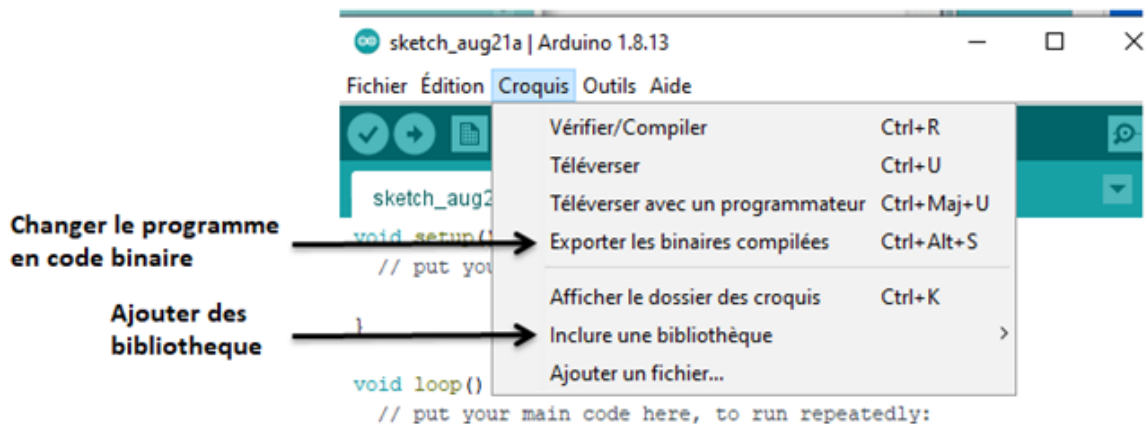 sketch_aug21a | Arduino 1.8.13
Fichier Édition Croquis Outils Aide
Vérifier/Compiler Ctrl+R
Téléverser Ctrl+U
sketch_aug2
Téléverser avec un programmateur Ctrl+Maj+U
Changer le programme
en code binaire
void setup(
Exporter les binaires compilées Ctrl+Alt+S
// put you
Afficher le dossier des croquis Ctrl+K
Ajouter des
bibliotheque
}
Inclure une bibliothèque
Ajouter un fichier...
void loop()
// put your main code here, to run repeatedly: